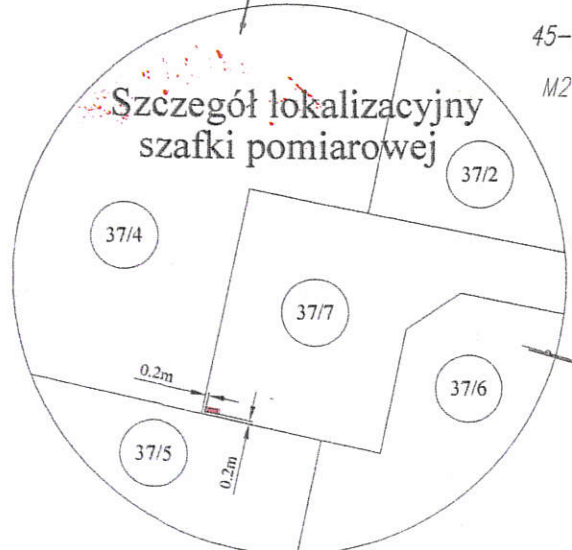 45-
M2
Szczegół lokalizacyjny
szafki pomiarowej
37/2
37/4
37/7
0.2m
37/6
37/5
0.2m